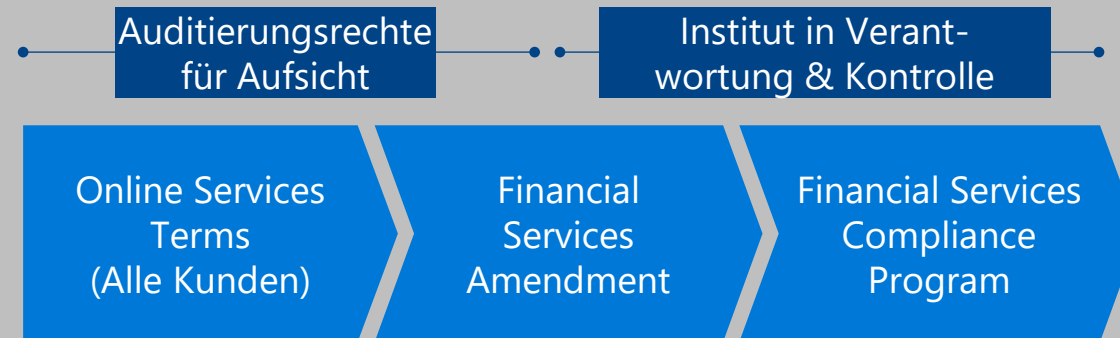 Auditierungsrechte
für Aufsicht
Institut in Verant-
wortung & Kontrolle
Online Services
Terms
(Alle Kunden)
Financial
Services
Amendment
Financial Services
Compliance
Program